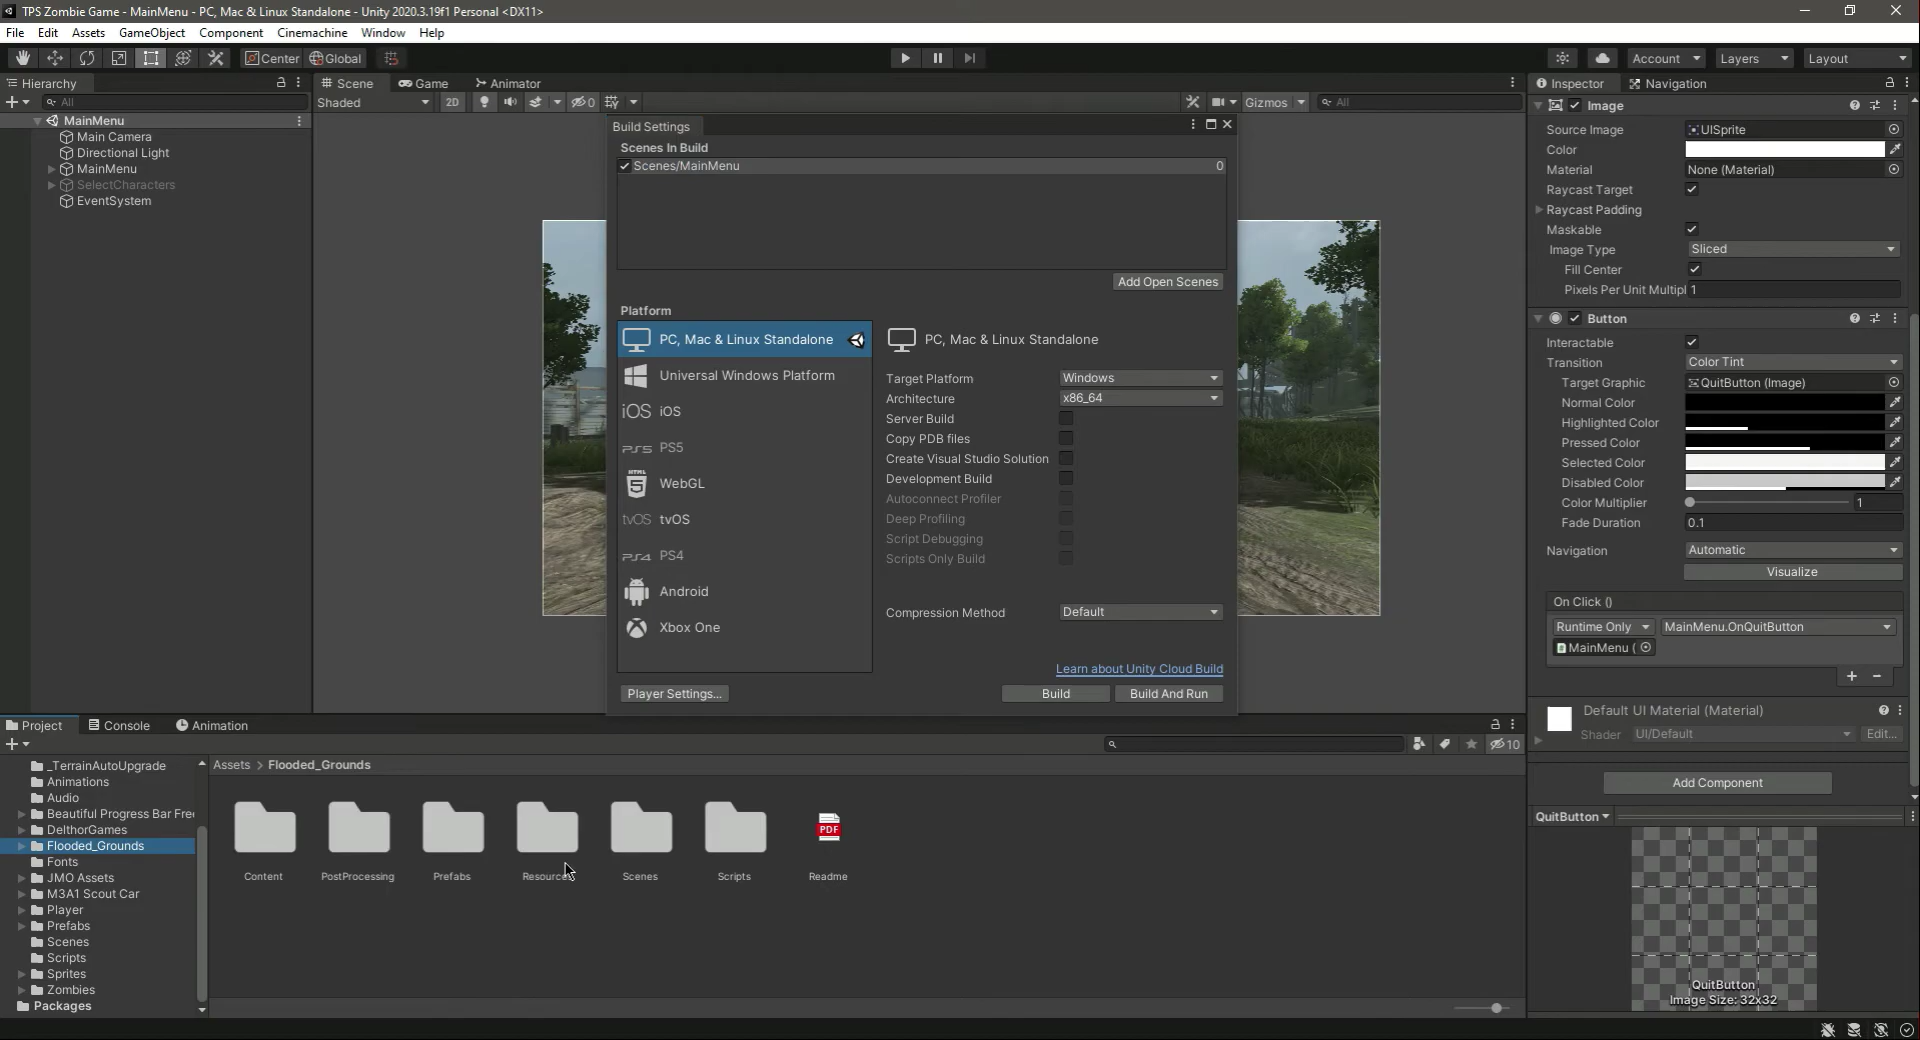 TPS Zombie Game - MainMenu - PC, Mac & Linux Standalone - Unity 2020.3.19f1 Personal <DX11>
File Edit Assets GameObject Component Cinemachine Window Help
Center Global Account Layers Layout
Hierarchy
All
MainMenu
Main Camera
Directional Light
MainMenu
SelectCharacters
EventSystem
Scene Game Animator
Shaded 2D 0 Gizmos All
Build Settings
Scenes In Build
Scenes/MainMenu 0
Add Open Scenes
Platform
PC, Mac & Linux Standalone
Universal Windows Platform
iOS iOS
PS5 PS5
HTML 5 WebGL
tvOS tvOS
PS4 PS4
Android
Xbox One
PC, Mac & Linux Standalone
Target Platform Windows
Architecture x86_64
Server Build
Copy PDB files
Create Visual Studio Solution
Development Build
Autoconnect Profiler
Deep Profiling
Script Debugging
Scripts Only Build
Compression Method Default
Learn about Unity Cloud Build
Player Settings... Build Build And Run
Inspector Navigation
Image
Source Image UISprite
Color
Material None (Material)
Raycast Target
Raycast Padding
Maskable
Image Type Sliced
Fill Center
Pixels Per Unit Multipl 1
Button
Interactable
Transition Color Tint
Target Graphic QuitButton (Image)
Normal Color
Highlighted Color
Pressed Color
Selected Color
Disabled Color
Color Multiplier 1
Fade Duration 0.1
Navigation Automatic
Visualize
On Click ()
Runtime Only MainMenu.OnQuitButton
MainMenu (
+ −
Default UI Material (Material)
Shader UI/Default Edit...
Add Component
QuitButton
QuitButton
Image Size: 32x32
Project Console Animation
10
_TerrainAutoUpgrade
Animations
Audio
Beautiful Progress Bar Free
DelthorGames
Flooded_Grounds
Fonts
JMO Assets
M3A1 Scout Car
Player
Prefabs
Scenes
Scripts
Sprites
Zombies
Packages
Assets > Flooded_Grounds
PDF
Content PostProcessing Prefabs Resources Scenes Scripts Readme